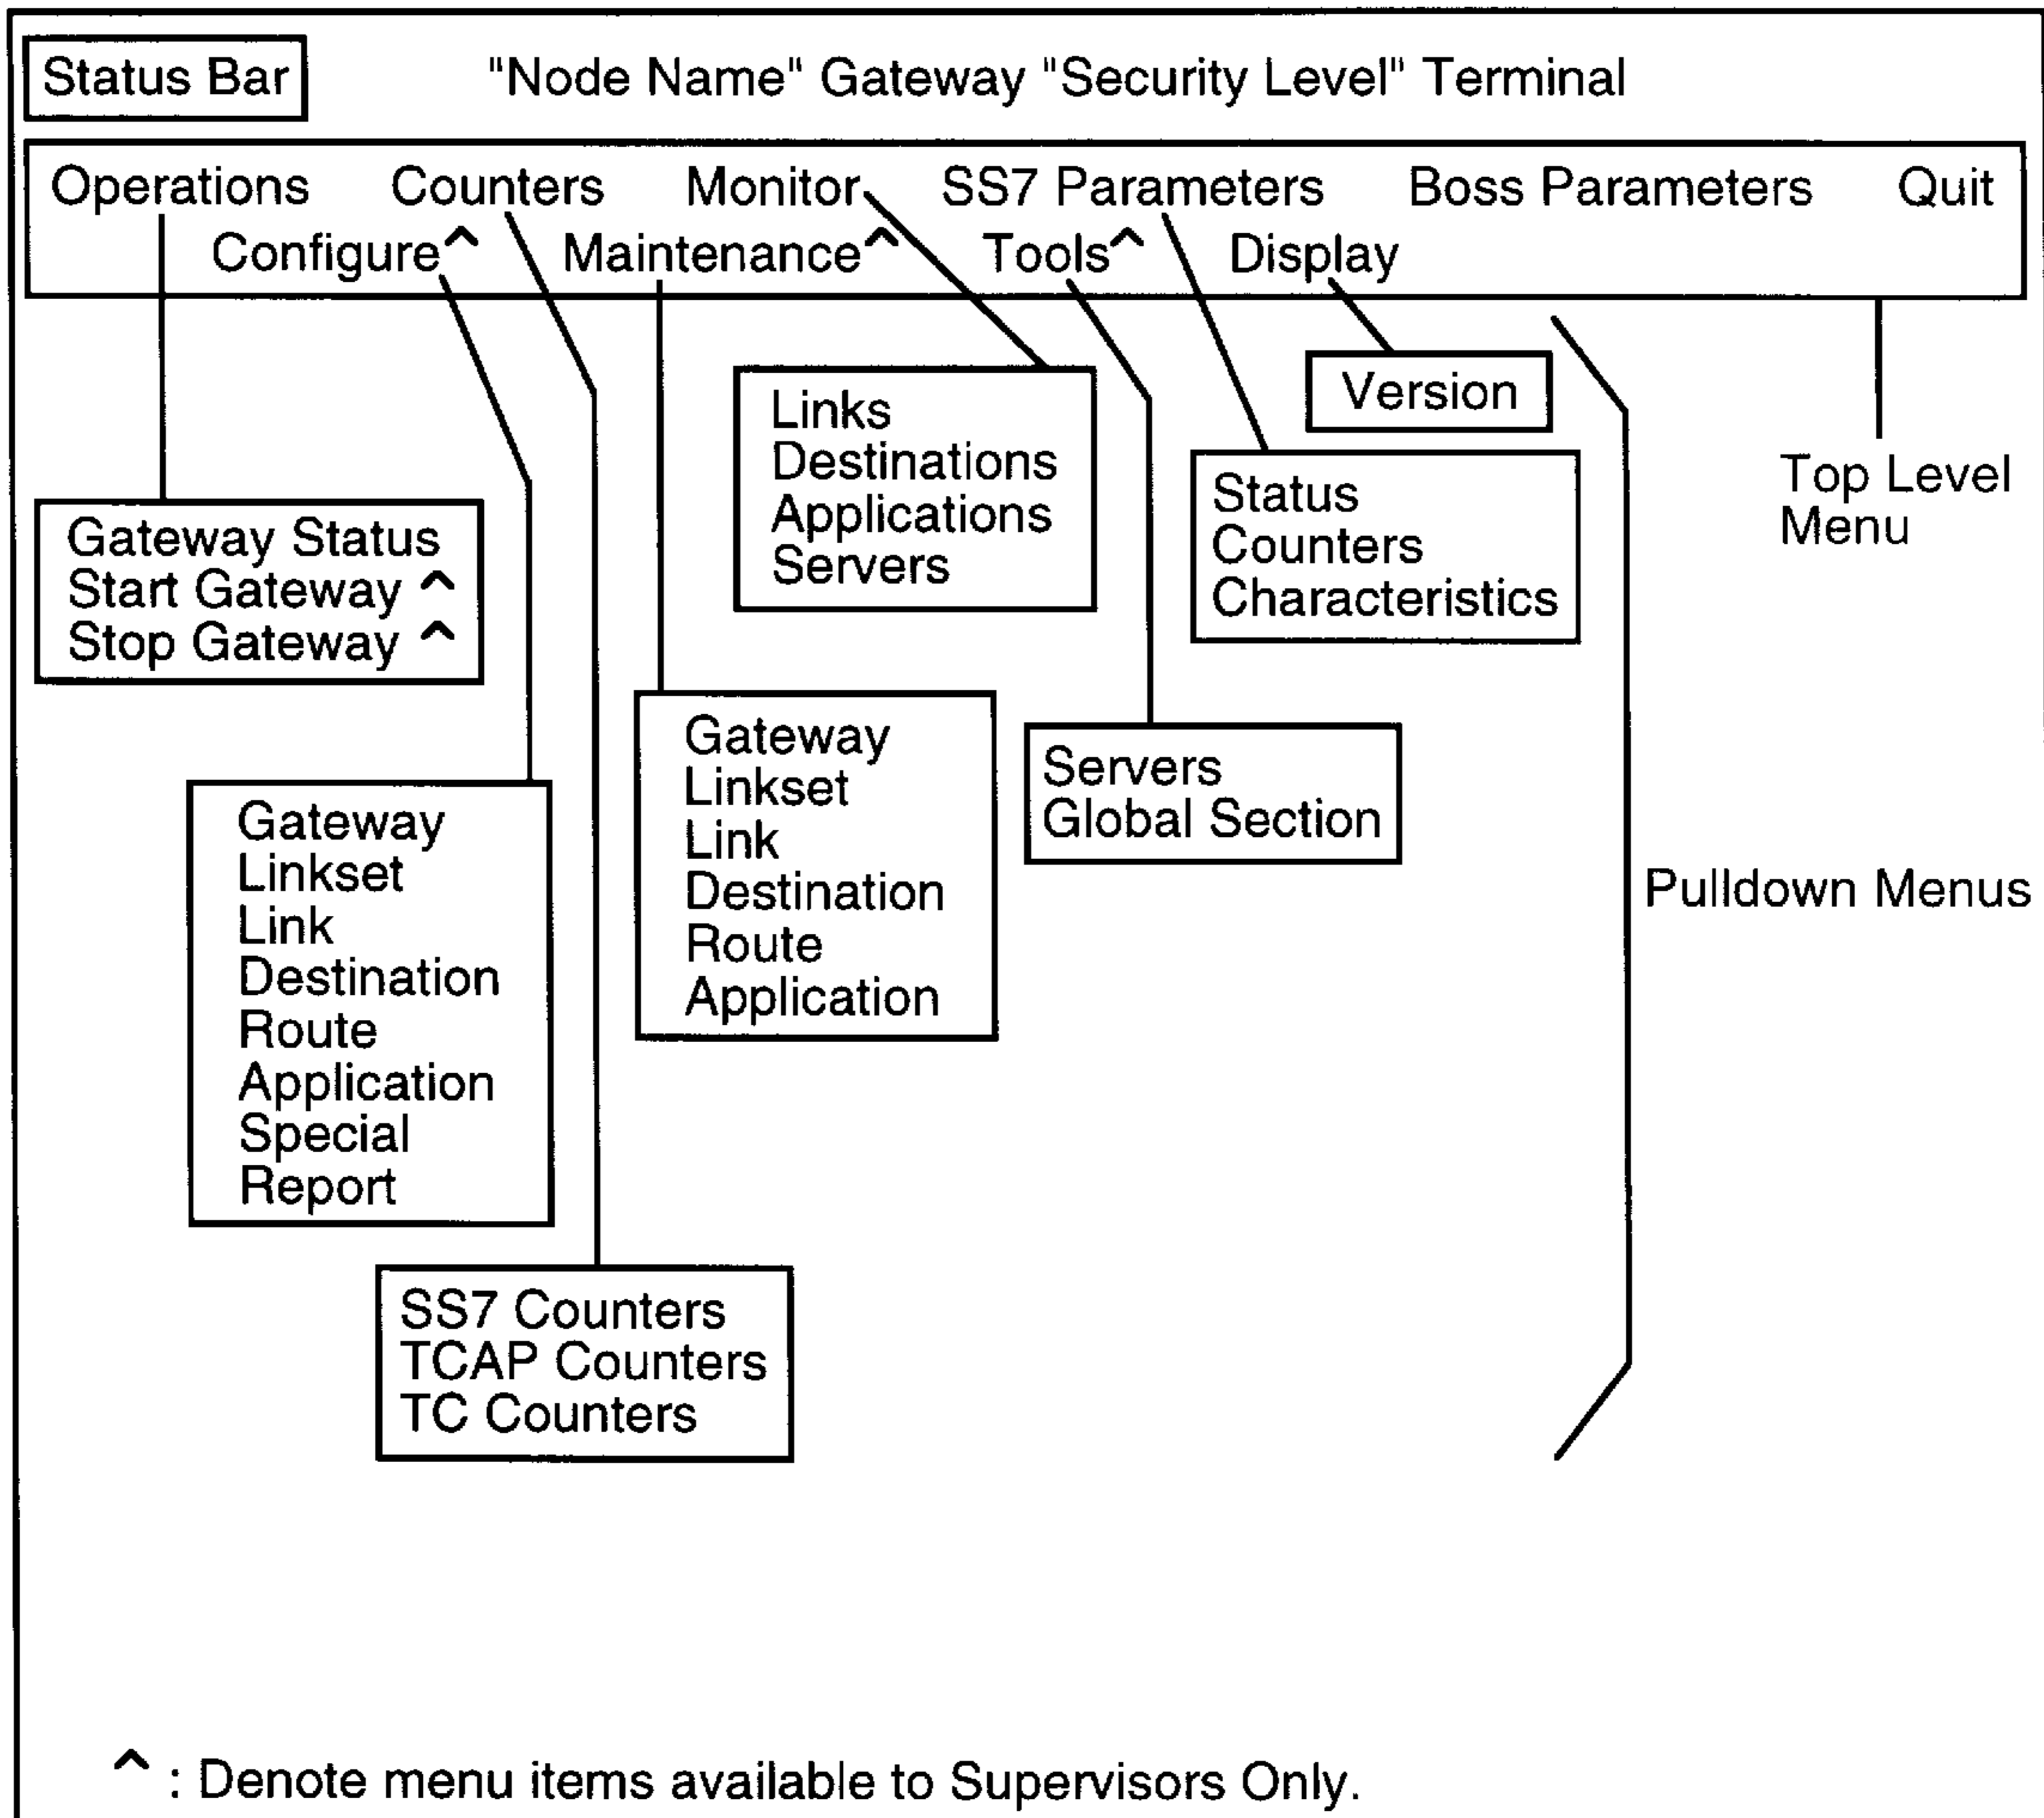 Status Bar
"Node Name" Gateway "Security Level" Terminal
Operations Counters Monitor SS7 Parameters Boss Parameters Quit
Configure^ Maintenance^ Tools^ Display
Links
Destinations
Applications
Servers
Version
Status
Counters
Characteristics
Top Level
Menu
Gateway Status
Start Gateway ^
Stop Gateway ^
Gateway
Linkset
Link
Destination
Route
Application
Servers
Global Section
Gateway
Linkset
Link
Destination
Route
Application
Special
Report
Pulldown Menus
SS7 Counters
TCAP Counters
TC Counters
^ : Denote menu items available to Supervisors Only.